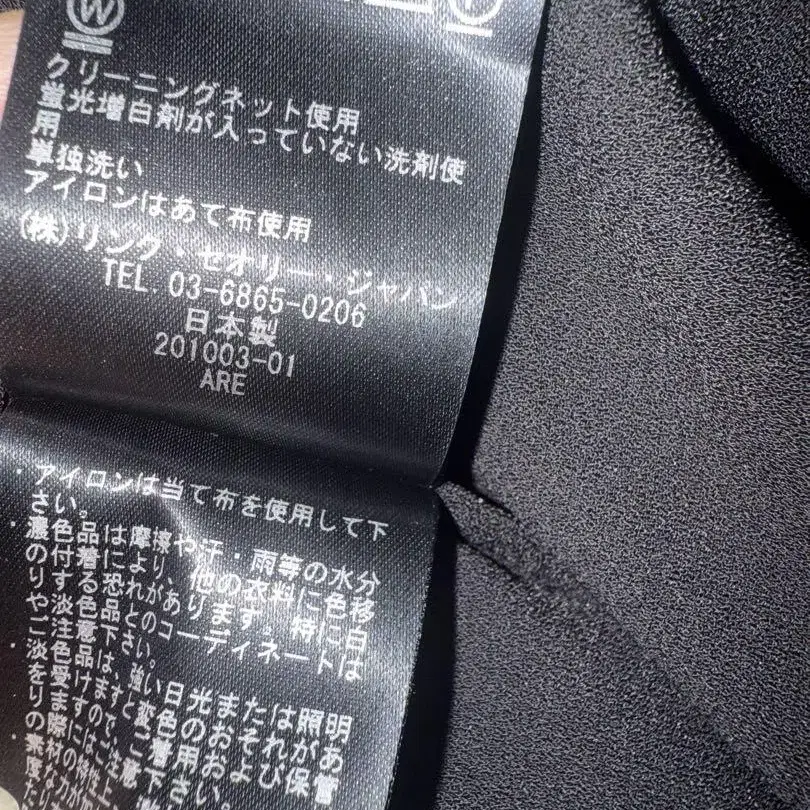 W
クリーニングネット使用
蛍光増白剤が入っていない洗剤使
用
単独洗い
アイロンはあて布使用
(株)リンク・セオリー・ジャパン
TEL. 03-6865-0206
日本製
201003-01
ARE
・アイロンは当て布を使用して下
さい。
・濃色品は摩擦や汗・雨等の水分
の付着により、他の衣料に色移
りする恐れがあります。特に白
や淡色品とのコーディネートは
ご注意下さい。
・淡色品は、強い日光または照明
を受けますと変色のおそれがあ
りますので、ご着用および保管
の際にはご注意下さい。
・素材の特性上、